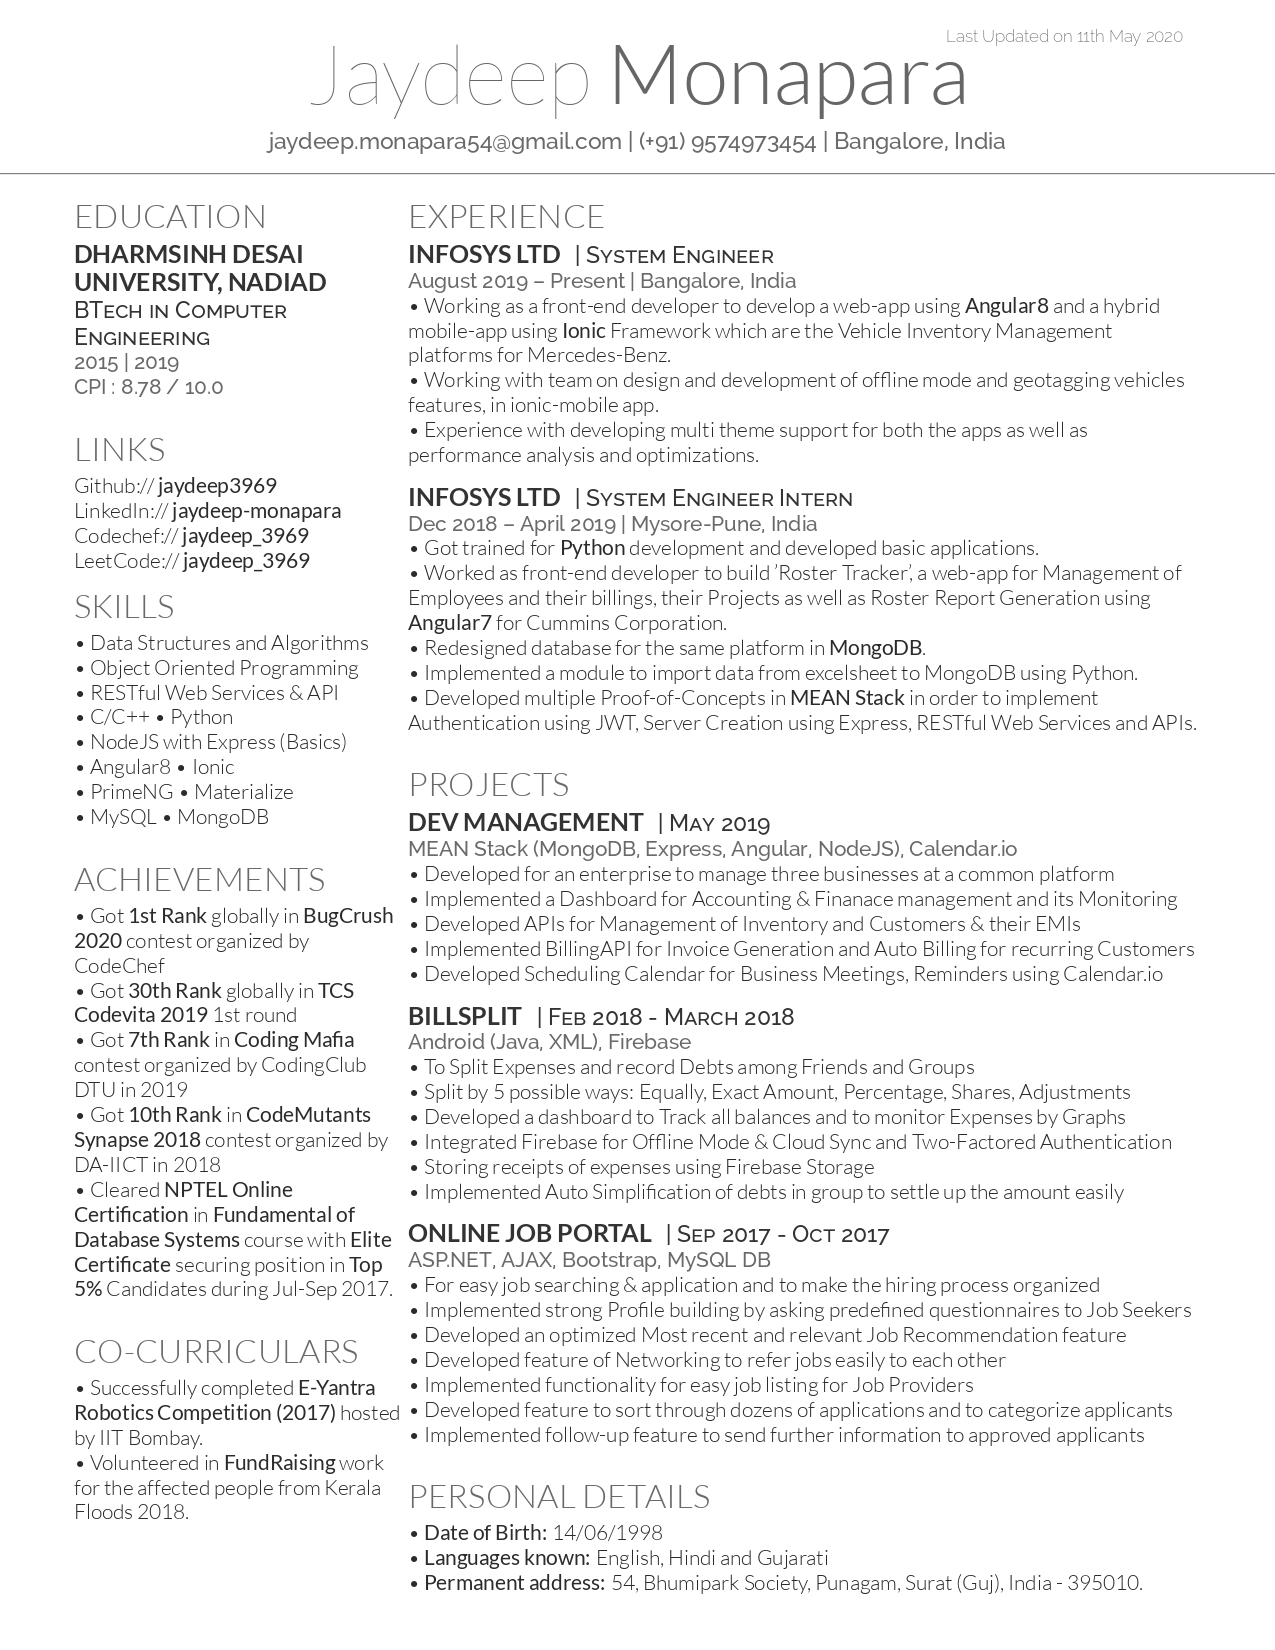 Last Updated on 11th May 2020
Jaydeep Monapara
jaydeep.monapara54@gmail.com | (+91) 9574973454 | Bangalore, India
EDUCATION
DHARMSINH DESAI
UNIVERSITY, NADIAD
BTech in Computer
Engineering
2015 | 2019
CPI : 8.78 / 10.0
LINKS
Github:// jaydeep3969
LinkedIn:// jaydeep-monapara
Codechef:// jaydeep_3969
LeetCode:// jaydeep_3969
SKILLS
• Data Structures and Algorithms
• Object Oriented Programming
• RESTful Web Services & API
• C/C++ • Python
• NodeJS with Express (Basics)
• Angular8 • Ionic
• PrimeNG • Materialize
• MySQL • MongoDB
ACHIEVEMENTS
• Got 1st Rank globally in BugCrush
2020 contest organized by
CodeChef
• Got 30th Rank globally in TCS
Codevita 2019 1st round
• Got 7th Rank in Coding Mafia
contest organized by CodingClub
DTU in 2019
• Got 10th Rank in CodeMutants
Synapse 2018 contest organized by
DA-IICT in 2018
• Cleared NPTEL Online
Certification in Fundamental of
Database Systems course with Elite
Certificate securing position in Top
5% Candidates during Jul-Sep 2017.
CO-CURRICULARS
• Successfully completed E-Yantra
Robotics Competition (2017) hosted
by IIT Bombay.
• Volunteered in FundRaising work
for the affected people from Kerala
Floods 2018.
EXPERIENCE
INFOSYS LTD | System Engineer
August 2019 – Present | Bangalore, India
• Working as a front-end developer to develop a web-app using Angular8 and a hybrid
mobile-app using Ionic Framework which are the Vehicle Inventory Management
platforms for Mercedes-Benz.
• Working with team on design and development of offline mode and geotagging vehicles
features, in ionic-mobile app.
• Experience with developing multi theme support for both the apps as well as
performance analysis and optimizations.
INFOSYS LTD | System Engineer Intern
Dec 2018 – April 2019 | Mysore-Pune, India
• Got trained for Python development and developed basic applications.
• Worked as front-end developer to build ’Roster Tracker’, a web-app for Management of
Employees and their billings, their Projects as well as Roster Report Generation using
Angular7 for Cummins Corporation.
• Redesigned database for the same platform in MongoDB.
• Implemented a module to import data from excelsheet to MongoDB using Python.
• Developed multiple Proof-of-Concepts in MEAN Stack in order to implement
Authentication using JWT, Server Creation using Express, RESTful Web Services and APIs.
PROJECTS
DEV MANAGEMENT | May 2019
MEAN Stack (MongoDB, Express, Angular, NodeJS), Calendar.io
• Developed for an enterprise to manage three businesses at a common platform
• Implemented a Dashboard for Accounting & Finanace management and its Monitoring
• Developed APIs for Management of Inventory and Customers & their EMIs
• Implemented BillingAPI for Invoice Generation and Auto Billing for recurring Customers
• Developed Scheduling Calendar for Business Meetings, Reminders using Calendar.io
BILLSPLIT | Feb 2018 - March 2018
Android (Java, XML), Firebase
• To Split Expenses and record Debts among Friends and Groups
• Split by 5 possible ways: Equally, Exact Amount, Percentage, Shares, Adjustments
• Developed a dashboard to Track all balances and to monitor Expenses by Graphs
• Integrated Firebase for Offline Mode & Cloud Sync and Two-Factored Authentication
• Storing receipts of expenses using Firebase Storage
• Implemented Auto Simplification of debts in group to settle up the amount easily
ONLINE JOB PORTAL | Sep 2017 - Oct 2017
ASP.NET, AJAX, Bootstrap, MySQL DB
• For easy job searching & application and to make the hiring process organized
• Implemented strong Profile building by asking predefined questionnaires to Job Seekers
• Developed an optimized Most recent and relevant Job Recommendation feature
• Developed feature of Networking to refer jobs easily to each other
• Implemented functionality for easy job listing for Job Providers
• Developed feature to sort through dozens of applications and to categorize applicants
• Implemented follow-up feature to send further information to approved applicants
PERSONAL DETAILS
• Date of Birth: 14/06/1998
• Languages known: English, Hindi and Gujarati
• Permanent address: 54, Bhumipark Society, Punagam, Surat (Guj), India - 395010.